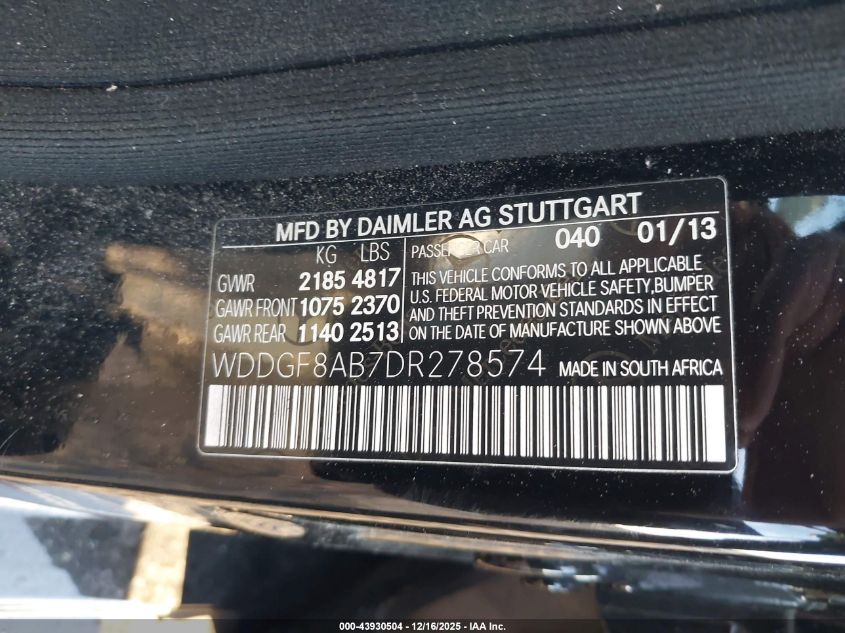 MFD BY DAIMLER AG STUTTGART
KG LBS PASSENGER CAR 040 01/13
GVWR 2185 4817
GAWR FRONT 1075 2370
GAWR REAR 1140 2513
THIS VEHICLE CONFORMS TO ALL APPLICABLE
U.S. FEDERAL MOTOR VEHICLE SAFETY,BUMPER
AND THEFT PREVENTION STANDARDS IN EFFECT
ON THE DATE OF MANUFACTURE SHOWN ABOVE
WDDGF8AB7DR278574 MADE IN SOUTH AFRICA
000-43930504 / 12/16/2025 - IAA Inc.